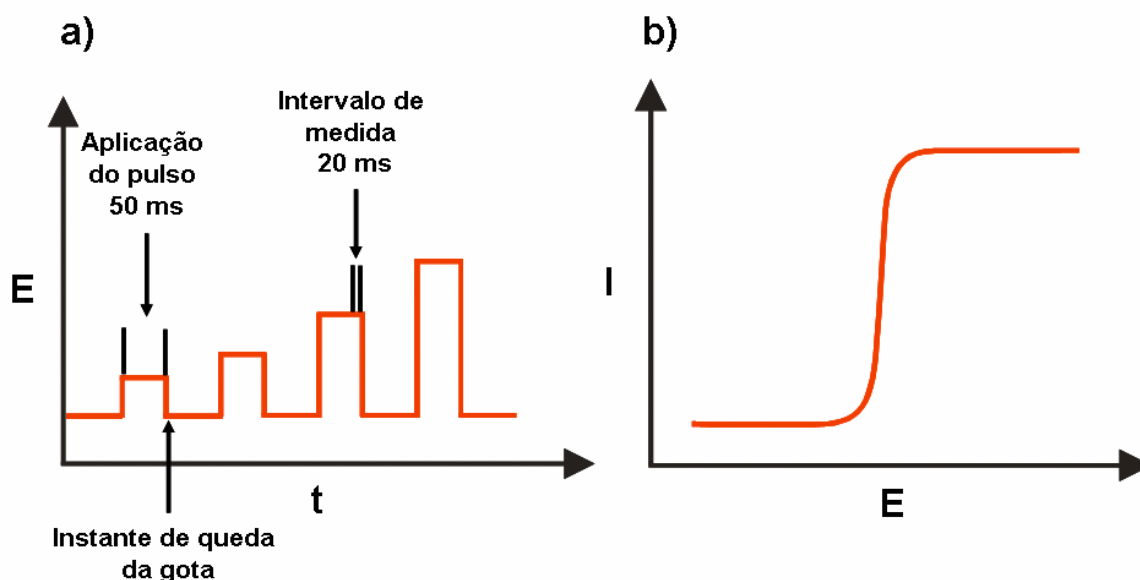 a)
Aplicação
do pulso
50 ms
Intervalo de
medida
20 ms
E
t
Instante de queda
da gota
b)
I
E